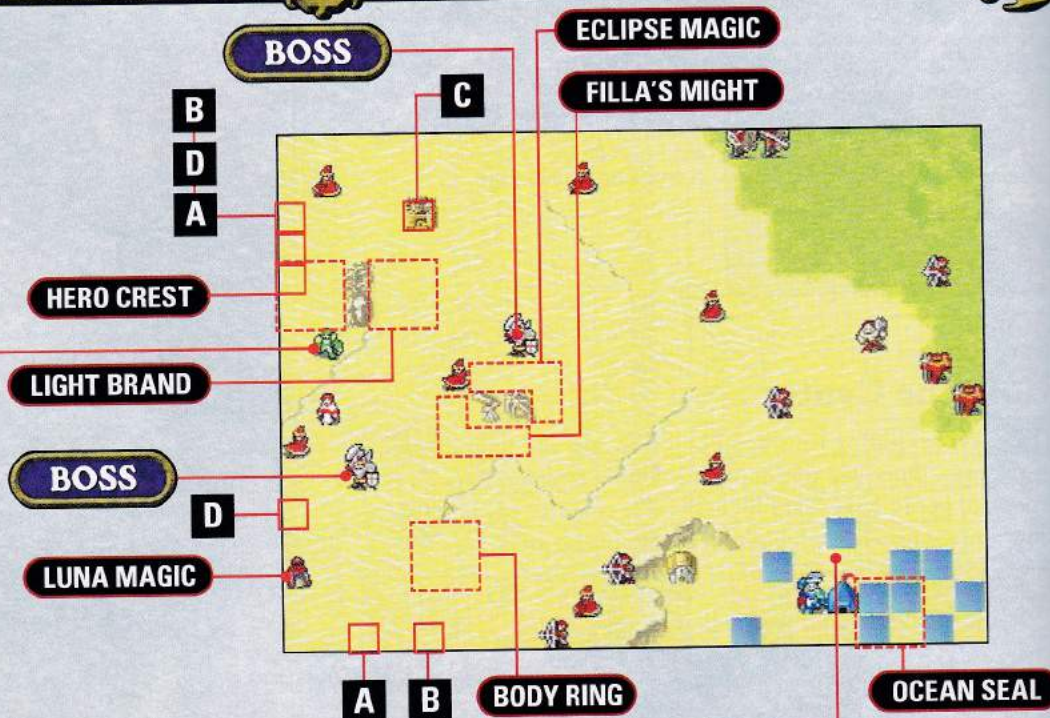 ECLIPSE MAGIC
BOSS
FILLA'S MIGHT
C
B
D
A
HERO CREST
LIGHT BRAND
BOSS
D
LUNA MAGIC
A
B
BODY RING
OCEAN SEAL